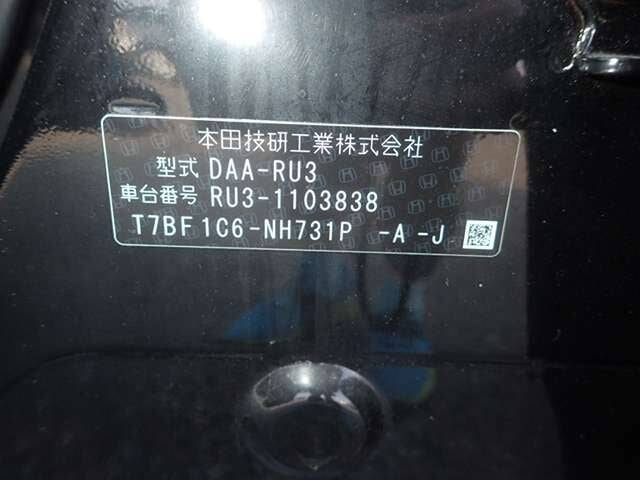 本田技研工業株式会社
型式 DAA-RU3
車台番号 RU3-1103838
T7BF1C6-NH731P -A-J